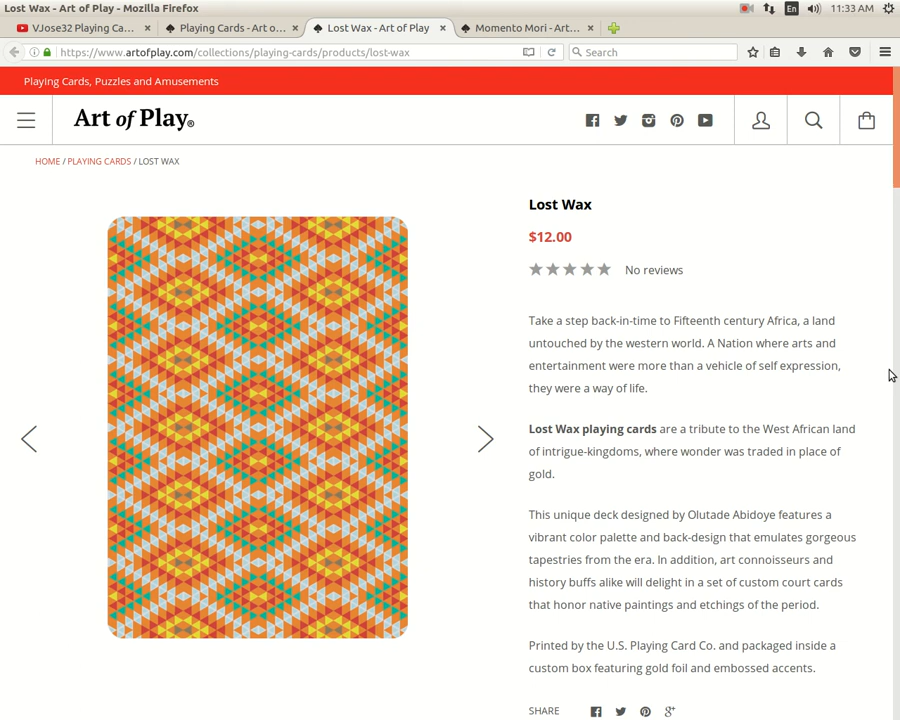 Lost Wax - Art of Play - Mozilla Firefox
En 11:33 AM
VJose32 Playing Ca... Playing Cards - Art o... Lost Wax - Art of Play Momento Mori - Art...
https://www.artofplay.com/collections/playing-cards/products/lost-wax Search
Playing Cards, Puzzles and Amusements
Art of Play®
HOME / PLAYING CARDS / LOST WAX
Lost Wax
$12.00
No reviews
Take a step back-in-time to Fifteenth century Africa, a land
untouched by the western world. A Nation where arts and
entertainment were more than a vehicle of self expression,
they were a way of life.
Lost Wax playing cards are a tribute to the West African land
of intrigue-kingdoms, where wonder was traded in place of
gold.
This unique deck designed by Olutade Abidoye features a
vibrant color palette and back-design that emulates gorgeous
tapestries from the era. In addition, art connoisseurs and
history buffs alike will delight in a set of custom court cards
that honor native paintings and etchings of the period.
Printed by the U.S. Playing Card Co. and packaged inside a
custom box featuring gold foil and embossed accents.
SHARE